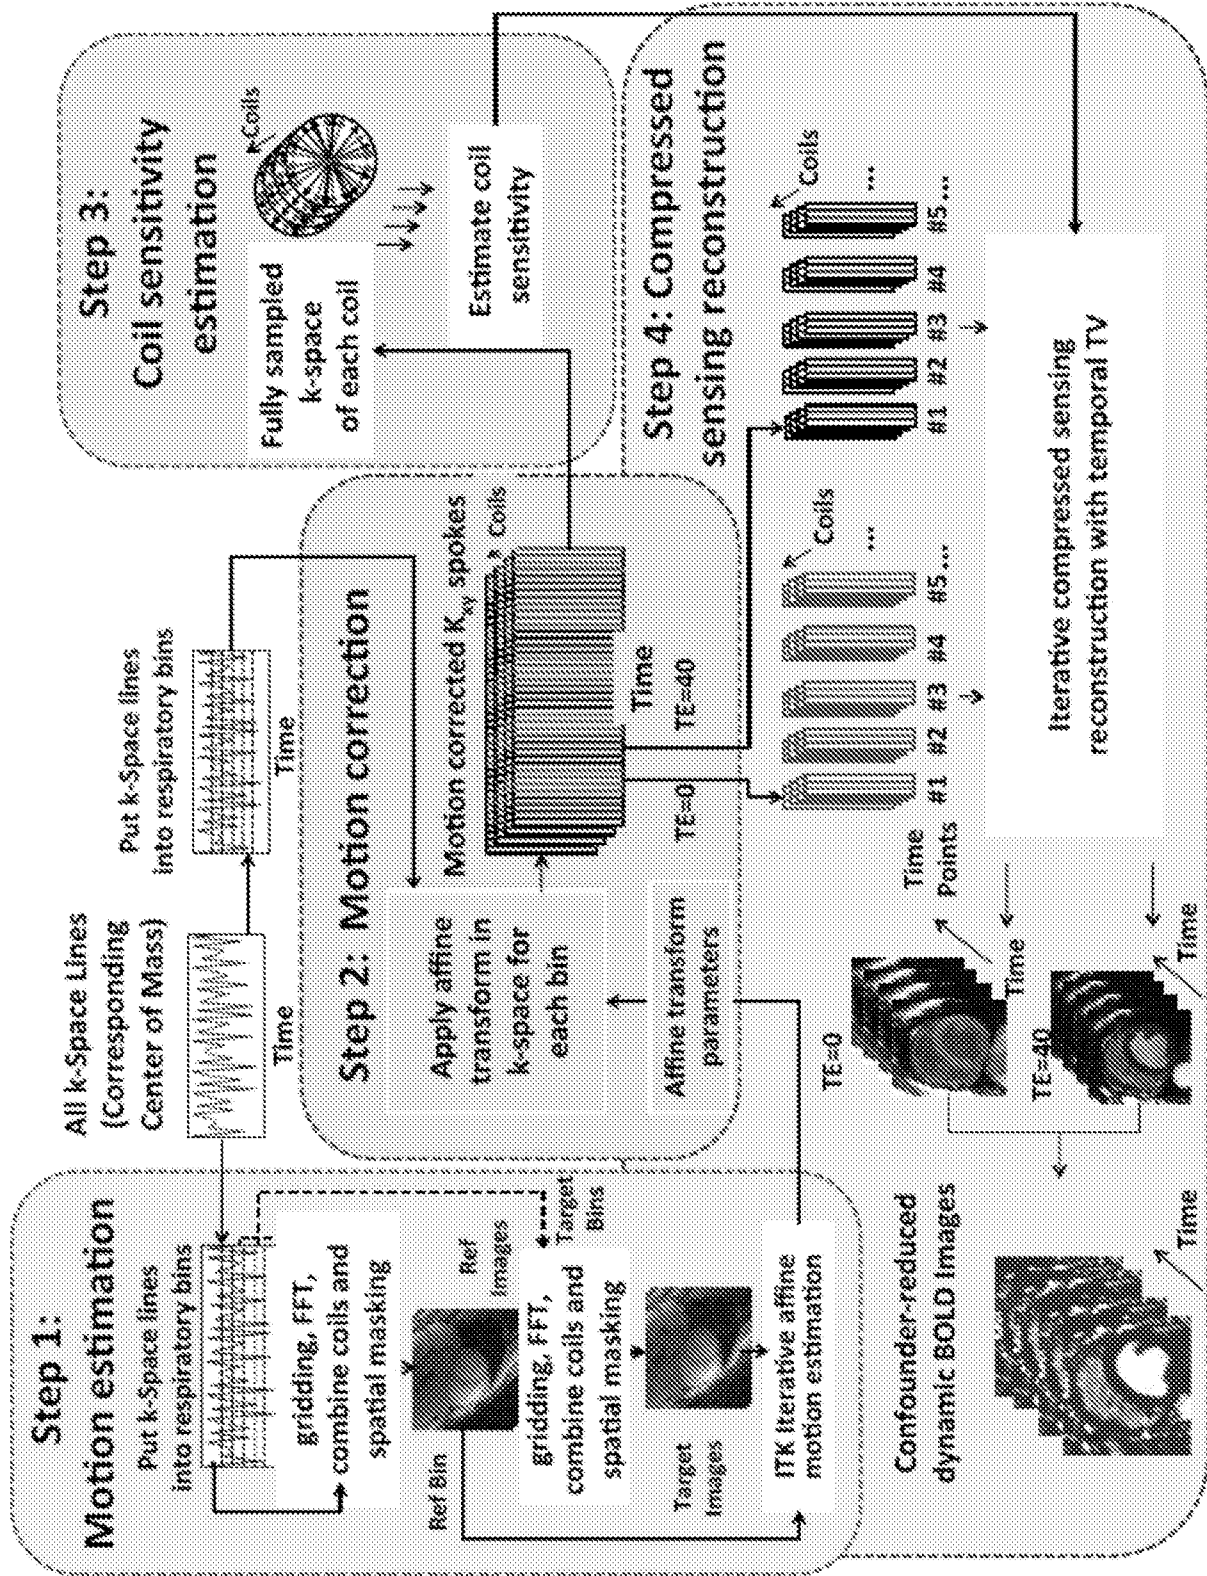 Step 1:
Motion estimation
Put k-Space lines
into respiratory bins
gridding, FFT,
combine coils and
spatial masking
Ref Bin
Ref
Images
Target
Bins
gridding, FFT,
combine coils and
spatial masking
Target
Images
ITK Iterative affine
motion estimation
All k-Space Lines
(Corresponding
Center of Mass)
Time
Put k-Space lines
into respiratory bins
Time
Step 2: Motion correction
Apply affine
transform in
k-space for
each bin
Affine transform
parameters
Motion corrected Kxy spokes
Coils
Time
TE=0
TE=40
Step 3:
Coil sensitivity
estimation
Coils
Fully sampled
k-space
of each coil
Estimate coil
sensitivity
Step 4: Compressed
sensing reconstruction
Coils
...
#1 #2 #3 #4 #5...
Coils
...
#1 #2 #3 #4 #5...
Iterative compressed sensing
reconstruction with temporal TV
Time
Points
TE=0
Time
TE=40
Time
Confounder-reduced
dynamic BOLD Images
Time